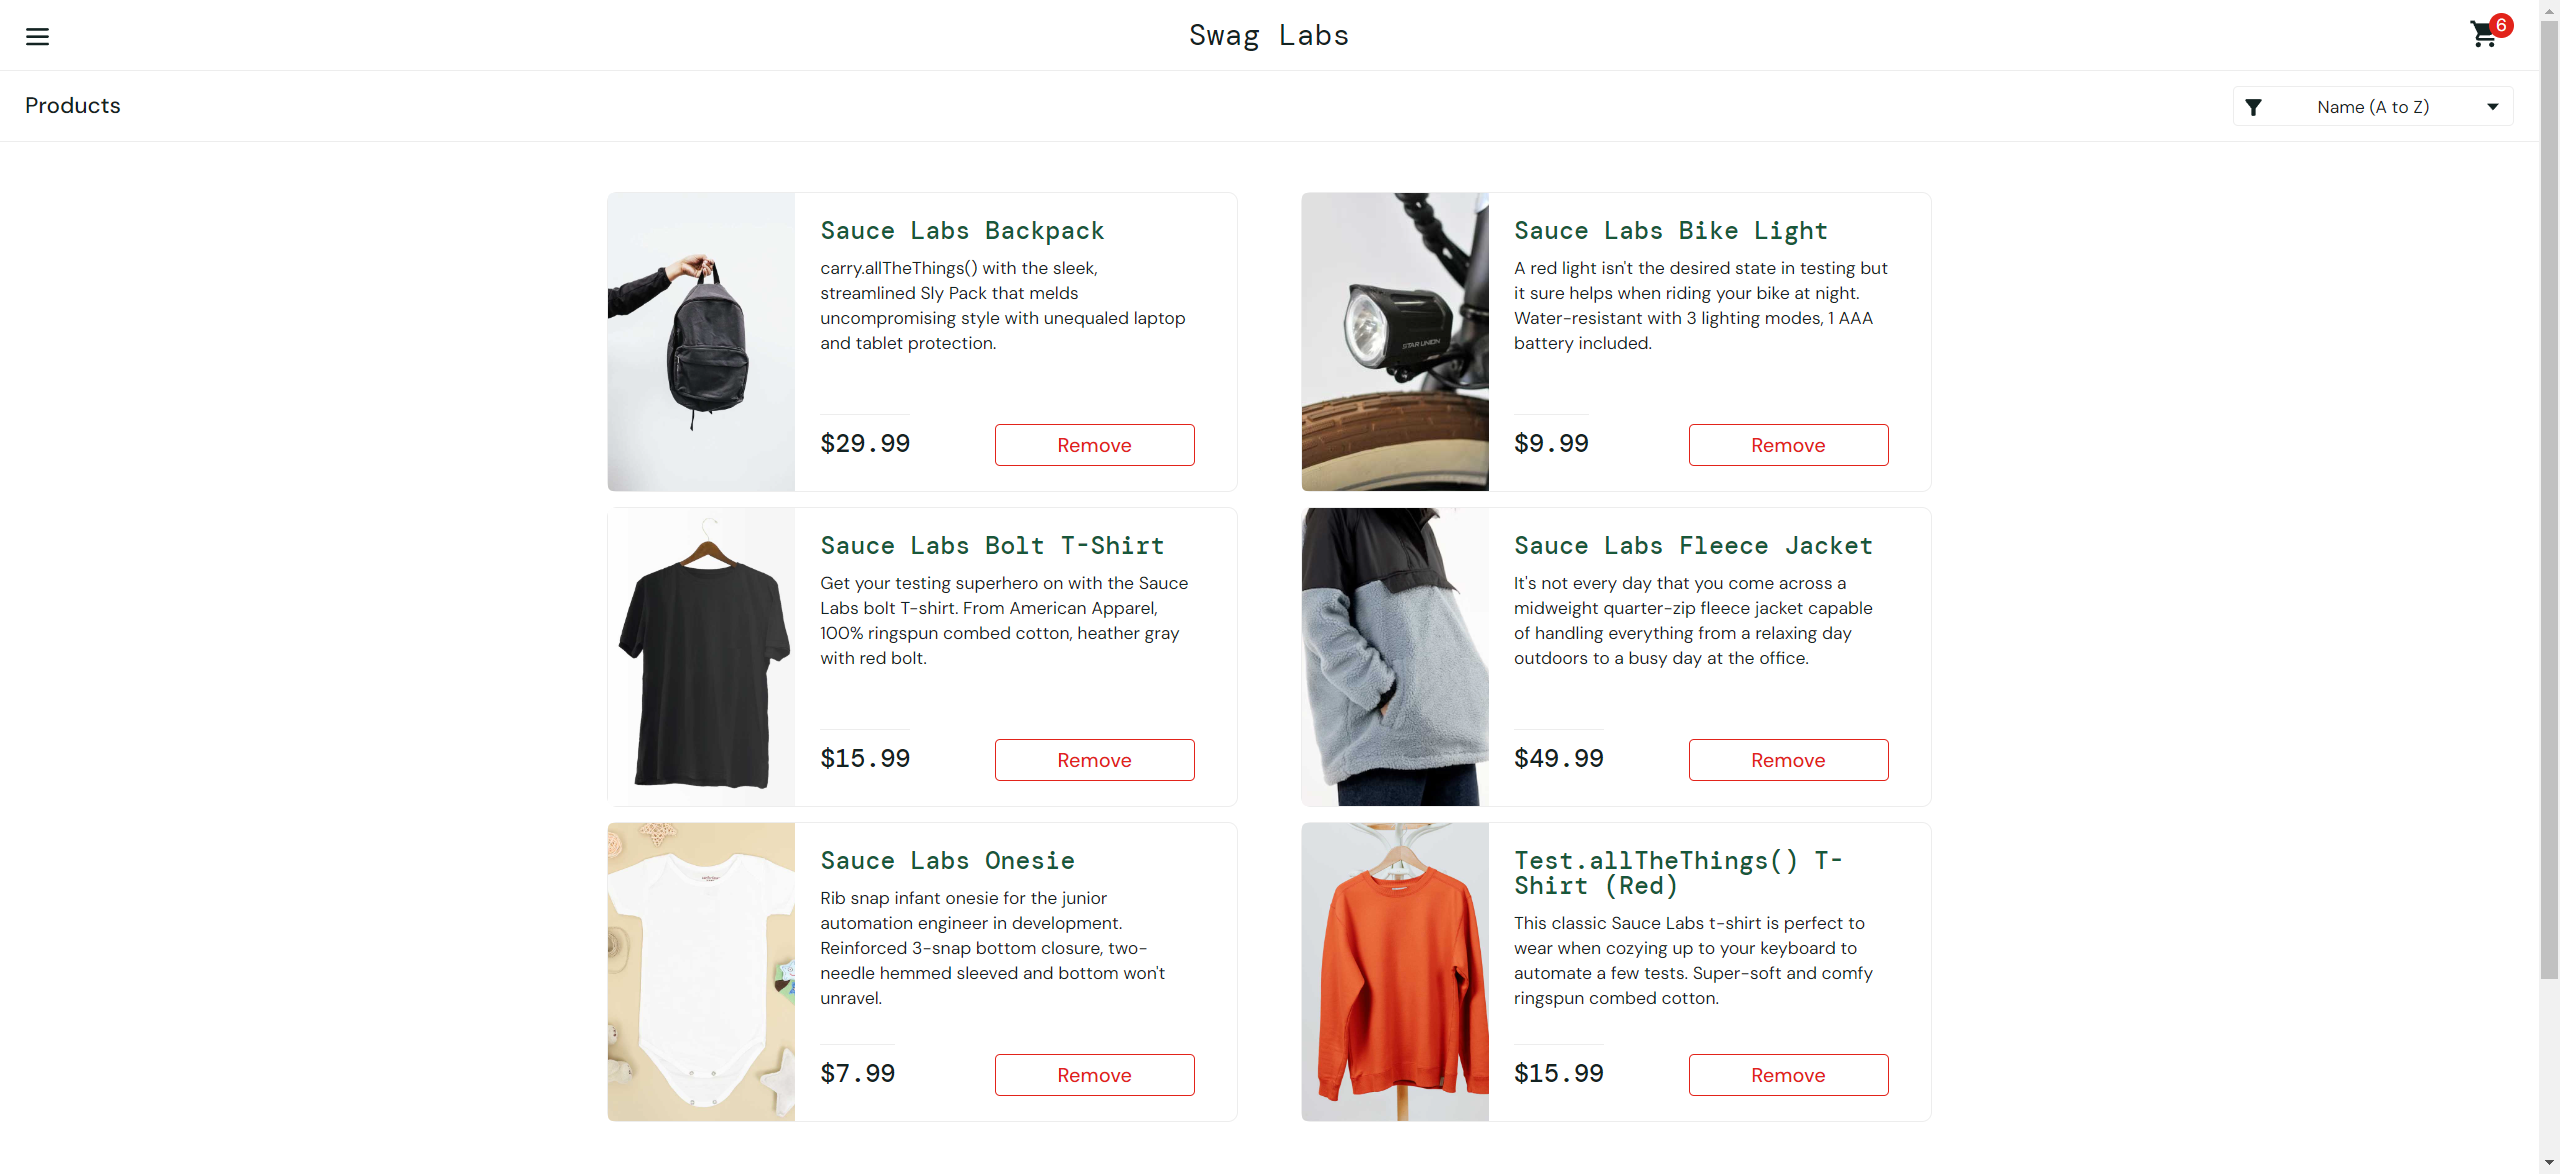 Swag Labs
6
Products
Name (A to Z)
Sauce Labs Backpack
carry.allTheThings() with the sleek,
streamlined Sly Pack that melds
uncompromising style with unequaled laptop
and tablet protection.
$29.99
Remove
Sauce Labs Bike Light
A red light isn't the desired state in testing but
it sure helps when riding your bike at night.
Water-resistant with 3 lighting modes, 1 AAA
battery included.
$9.99
Remove
STAR UNION
Sauce Labs Bolt T-Shirt
Get your testing superhero on with the Sauce
Labs bolt T-shirt. From American Apparel,
100% ringspun combed cotton, heather gray
with red bolt.
$15.99
Remove
Sauce Labs Fleece Jacket
It's not every day that you come across a
midweight quarter-zip fleece jacket capable
of handling everything from a relaxing day
outdoors to a busy day at the office.
$49.99
Remove
Sauce Labs Onesie
Rib snap infant onesie for the junior
automation engineer in development.
Reinforced 3-snap bottom closure, two-
needle hemmed sleeved and bottom won't
unravel.
$7.99
Remove
Test.allTheThings() T-
Shirt (Red)
This classic Sauce Labs t-shirt is perfect to
wear when cozying up to your keyboard to
automate a few tests. Super-soft and comfy
ringspun combed cotton.
$15.99
Remove